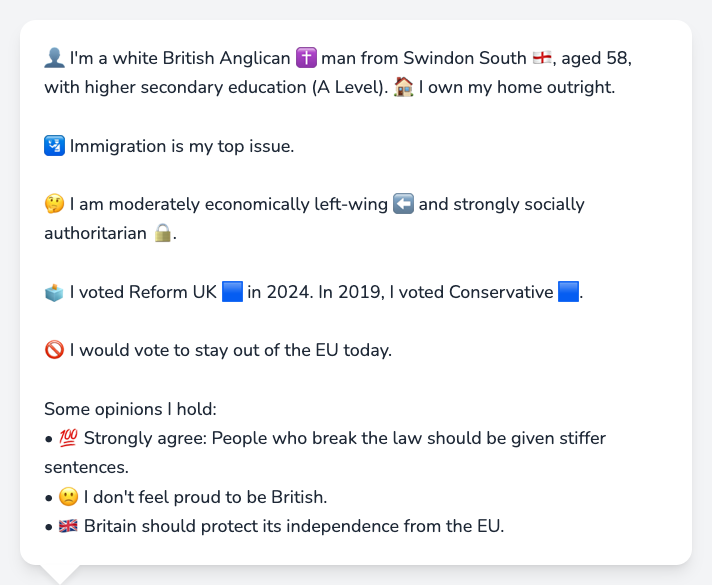 👤 I'm a white British Anglican ✝️ man from Swindon South 🏴󠁧󠁢󠁥󠁮󠁧󠁿, aged 58,
with higher secondary education (A Level). 🏠 I own my home outright.
🛂 Immigration is my top issue.
🤔 I am moderately economically left-wing ⬅️ and strongly socially
authoritarian 🔒.
🗳️ I voted Reform UK 🟦 in 2024. In 2019, I voted Conservative 🟦.
🚫 I would vote to stay out of the EU today.
Some opinions I hold:
• 💯 Strongly agree: People who break the law should be given stiffer
sentences.
• 🙁 I don't feel proud to be British.
• 🇬🇧 Britain should protect its independence from the EU.